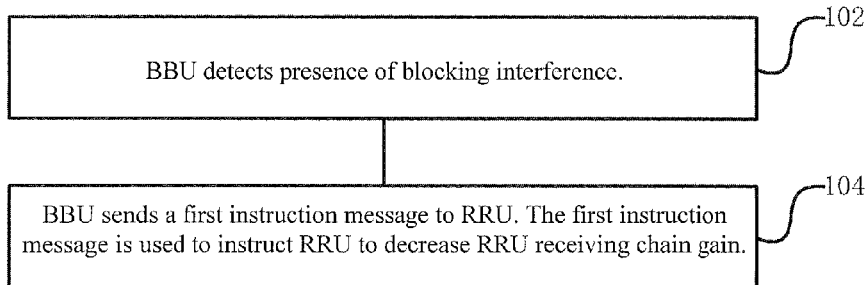 102
BBU detects presence of blocking interference.
104
BBU sends a first instruction message to RRU. The first instruction
message is used to instruct RRU to decrease RRU receiving chain gain.